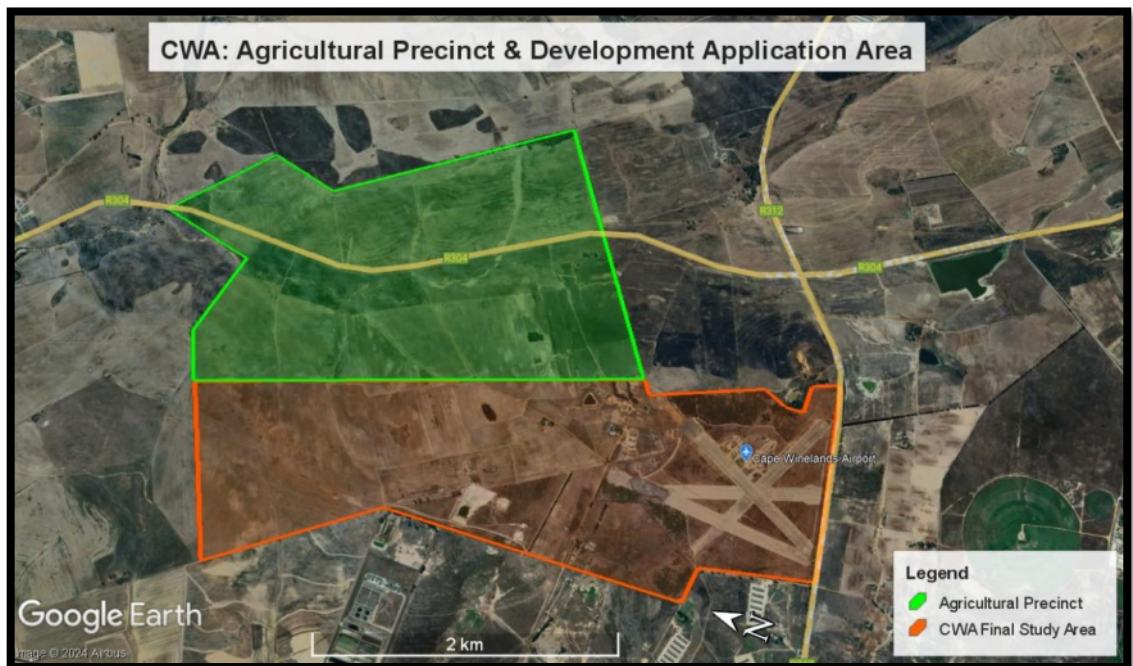 CWA: Agricultural Precinct & Development Application Area
R304
R312
R304
R304
Cape Winelands Airport
Legend
Agricultural Precinct
CWA Final Study Area
Google Earth
Image © 2024 Airbus
2 km
N